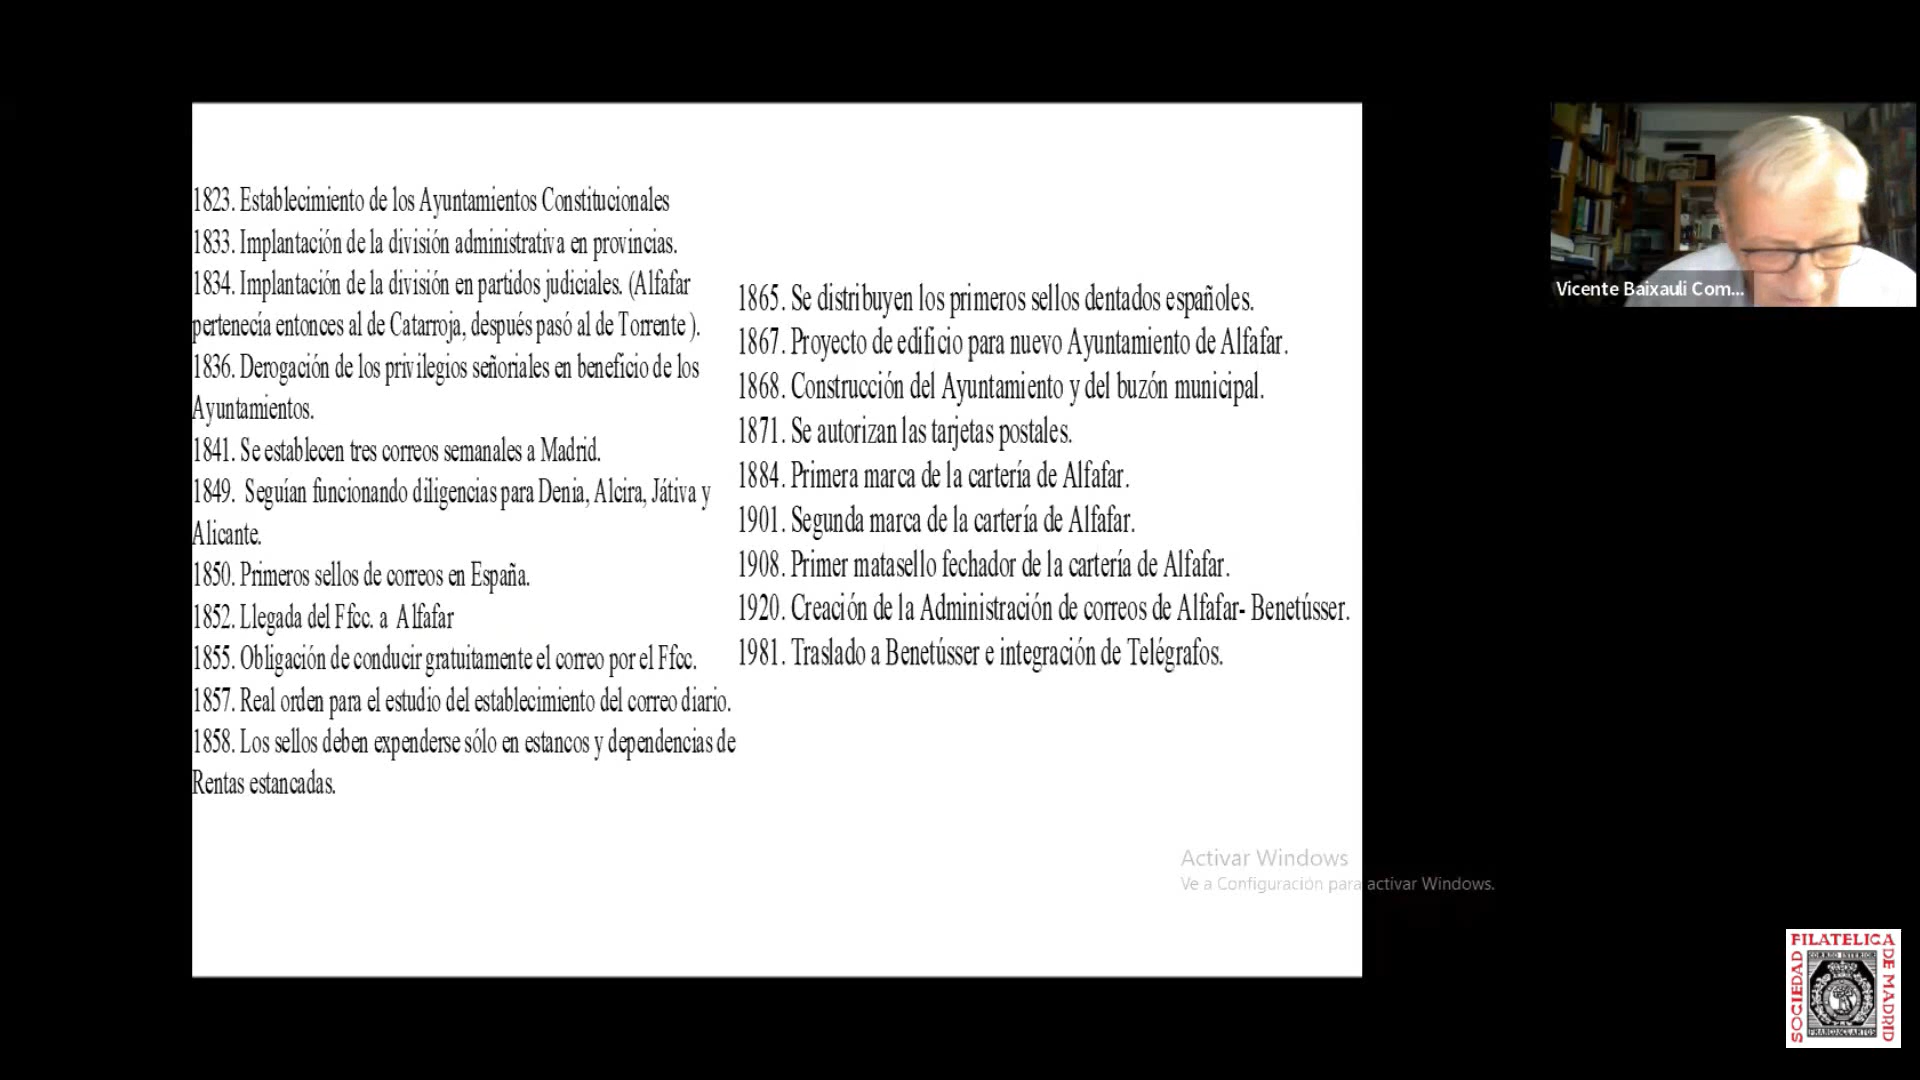 1823. Establecimiento de los Ayuntamientos Constitucionales
1833. Implantación de la división administrativa en provincias.
1834. Implantación de la división en partidos judiciales. (Alfafar
pertenecía entonces al de Catarroja, después pasó al de Torrente ).
1836. Derogación de los privilegios señoriales en beneficio de los
Ayuntamientos.
1841. Se establecen tres correos semanales a Madrid.
1849. Seguían funcionando diligencias para Denia, Alcira, Játiva y
Alicante.
1850. Primeros sellos de correos en España.
1852. Llegada del Ffcc. a Alfafar
1855. Obligación de conducir gratuitamente el correo por el Ffcc.
1857. Real orden para el estudio del establecimiento del correo diario.
1858. Los sellos deben expenderse sólo en estancos y dependencias de
Rentas estancadas.
1865. Se distribuyen los primeros sellos dentados españoles.
1867. Proyecto de edificio para nuevo Ayuntamiento de Alfafar.
1868. Construcción del Ayuntamiento y del buzón municipal.
1871. Se autorizan las tarjetas postales.
1884. Primera marca de la cartería de Alfafar.
1901. Segunda marca de la cartería de Alfafar.
1908. Primer matasello fechador de la cartería de Alfafar.
1920. Creación de la Administración de correos de Alfafar- Benetússer.
1981. Traslado a Benetússer e integración de Telégrafos.
Vicente Baixauli Com...
Activar Windows
Ve a Configuración para activar Windows.
SOCIEDAD
FILATELICA
DE MADRID